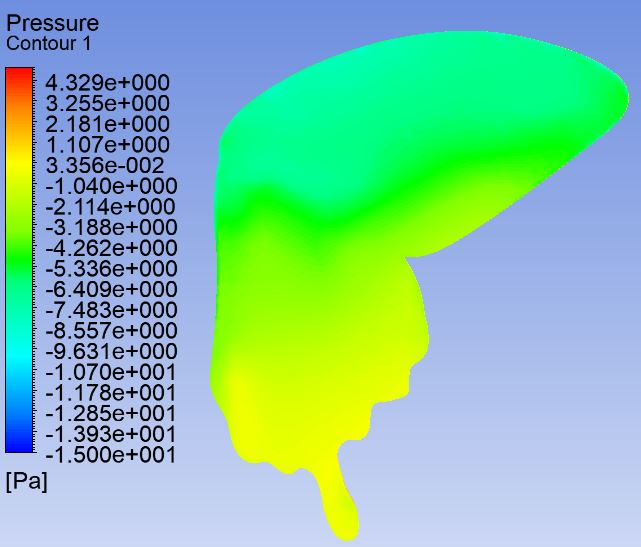 Pressure
Contour 1
4.329e+000
3.255e+000
2.181e+000
1.107e+000
3.356e-002
-1.040e+000
-2.114e+000
-3.188e+000
-4.262e+000
-5.336e+000
-6.409e+000
-7.483e+000
-8.557e+000
-9.631e+000
-1.070e+001
-1.178e+001
-1.285e+001
-1.393e+001
-1.500e+001
[Pa]